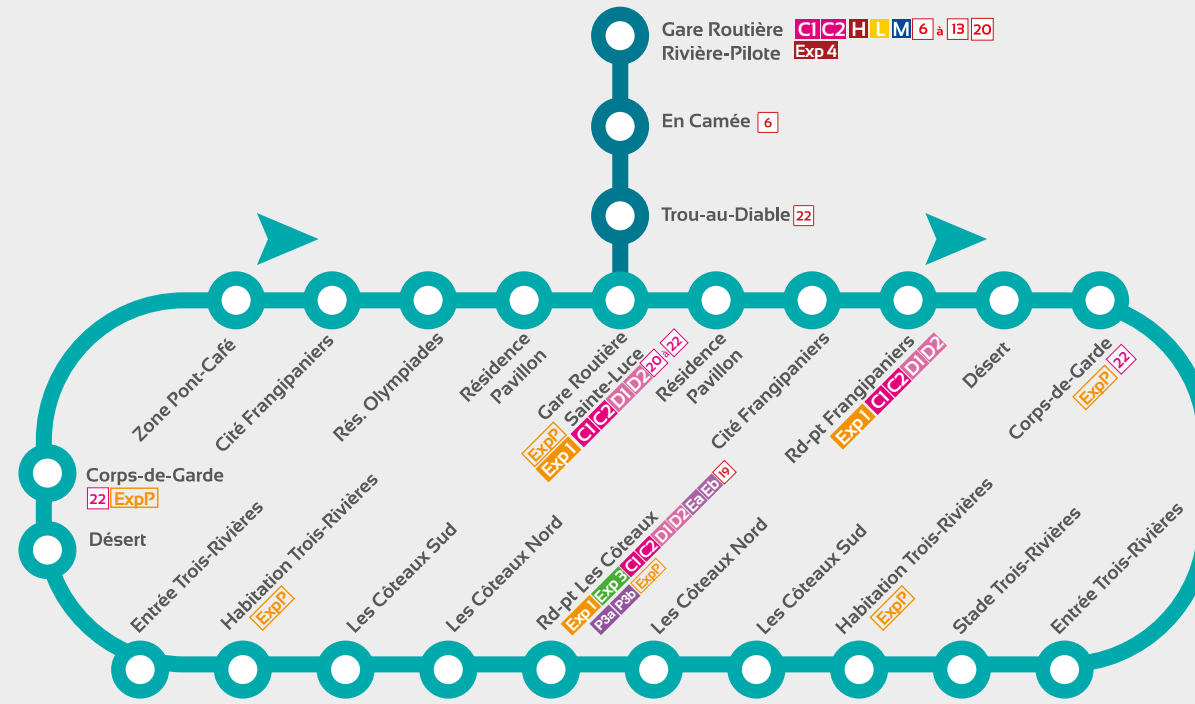 Gare Routière C1 C2 H L M 6 à 13 20
Rivière-Pilote Exp 4
En Camée 6
Trou-au-Diable 22
Zone Pont-Café
Cité Frangipaniers
Rés. Olympiades
Résidence
Pavillon
Gare Routière
Sainte-Luce
ExpP
Exp 1 C1 C2 D1 D2 20 à 22
Résidence
Pavillon
Cité Frangipaniers
Rd-pt Frangipaniers
Exp 1 C1 C2 D1 D2
Désert
Corps-de-Garde
ExpP 22
Corps-de-Garde
22 ExpP
Désert
Entrée Trois-Rivières
Habitation Trois-Rivières
ExpP
Les Côteaux Sud
Les Côteaux Nord
Rd-pt Les Côteaux
Exp 1 Exp 3 C1 C2 D1 D2 Ea Eb 19
P3a P3b ExpP
Les Côteaux Nord
Les Côteaux Sud
Habitation Trois-Rivières
ExpP
Stade Trois-Rivières
Entrée Trois-Rivières